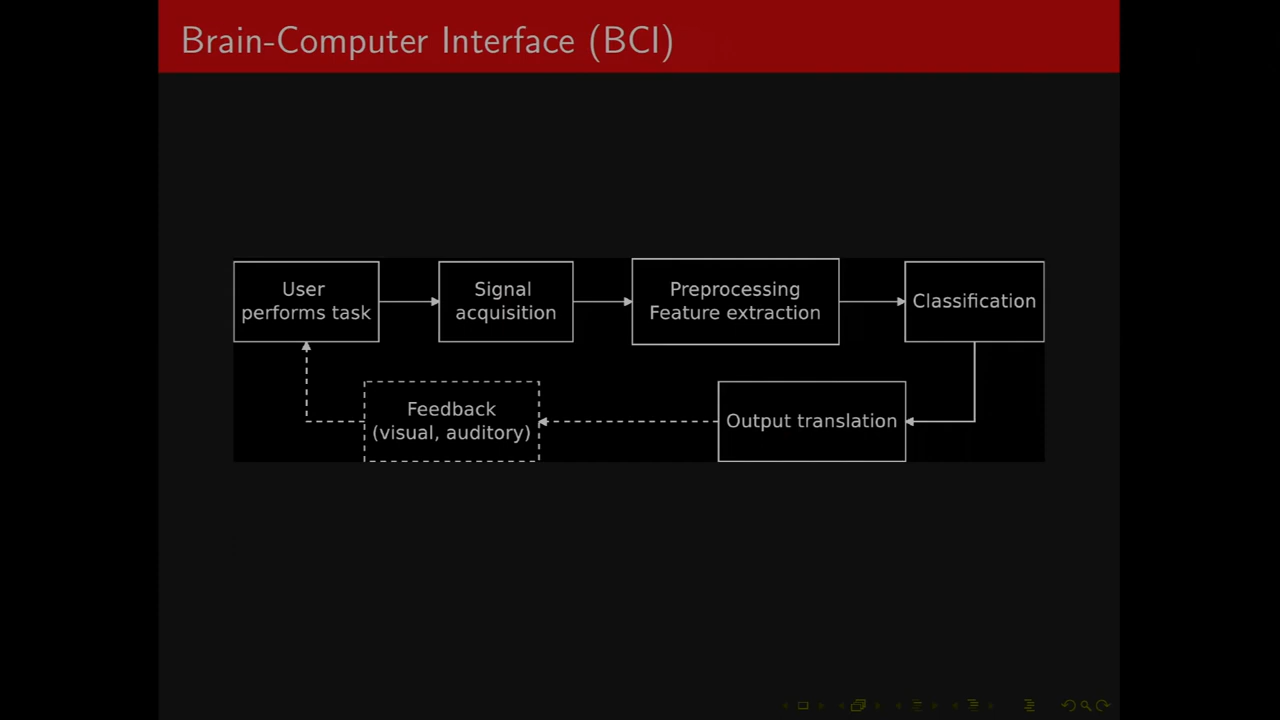 Brain-Computer Interface (BCI)
User
performs task
Signal
acquisition
Preprocessing
Feature extraction
Classification
Feedback
(visual, auditory)
Output translation